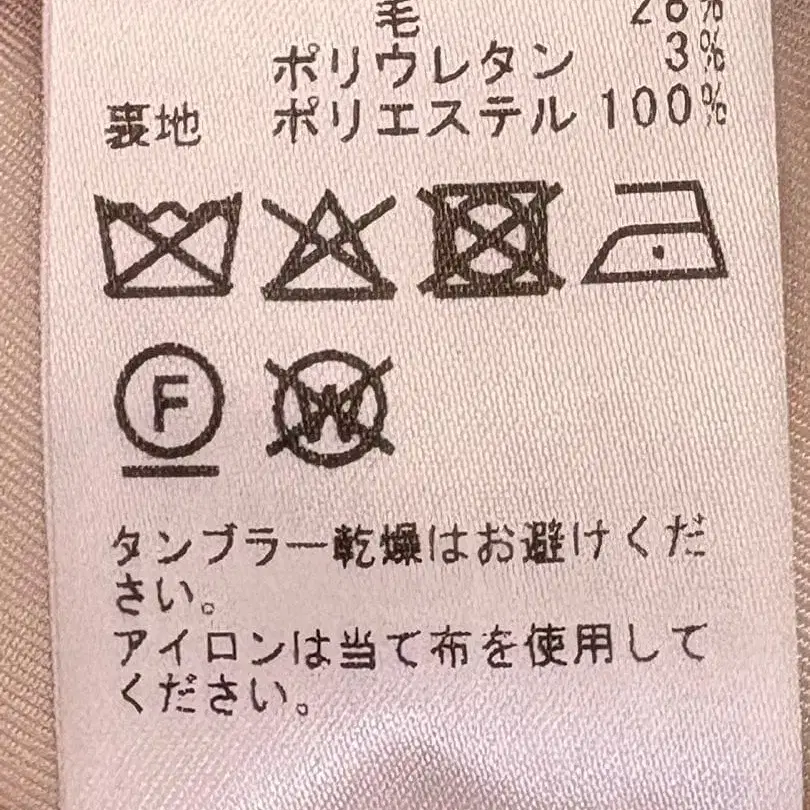 毛 26%
ポリウレタン 3%
裏地 ポリエステル 100%
F
W
タンブラー乾燥はお避けくだ
さい。
アイロンは当て布を使用して
ください。